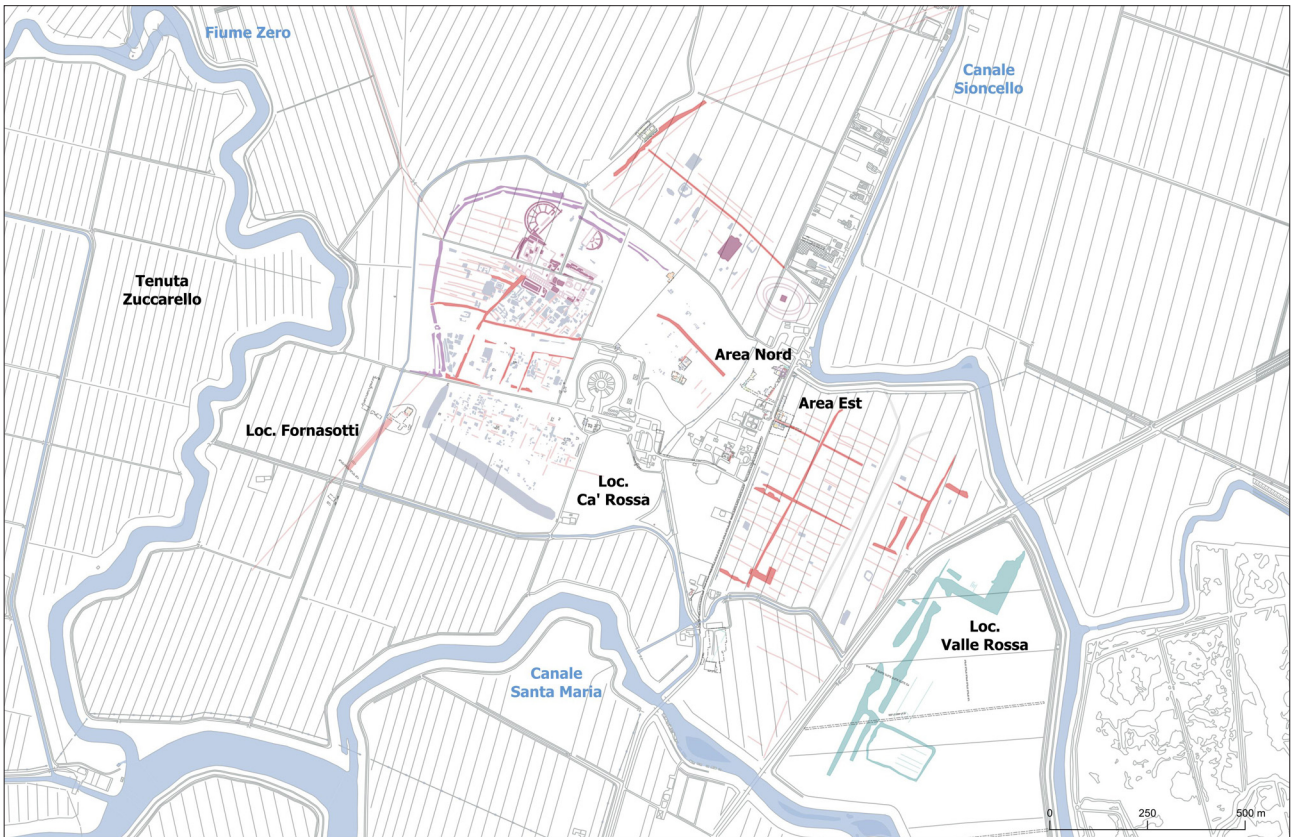 Fiume Zero
Canale
Sioncello
Tenuta
Zuccarello
Area Nord
Area Est
Loc. Fornasotti
Loc.
Ca' Rossa
Loc.
Valle Rossa
Canale
Santa Maria
0 250 500 m